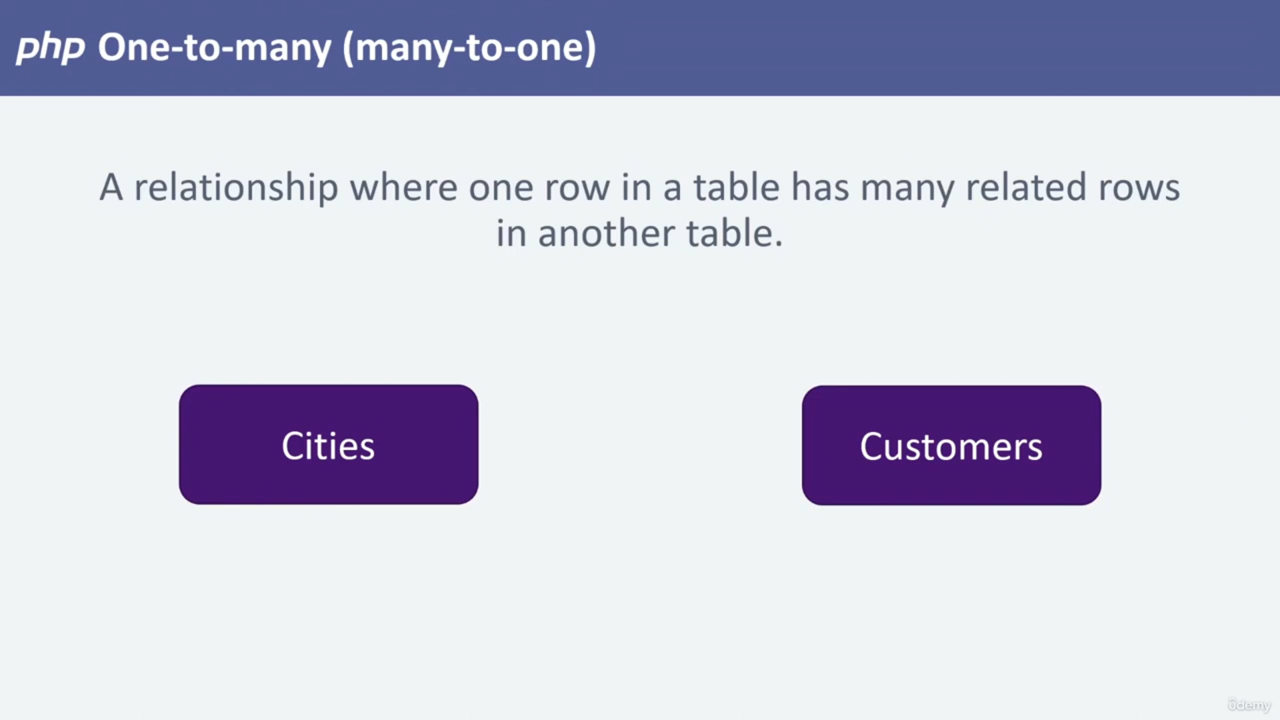 php One-to-many (many-to-one)
A relationship where one row in a table has many related rows
in another table.
Cities
Customers
ûdemy